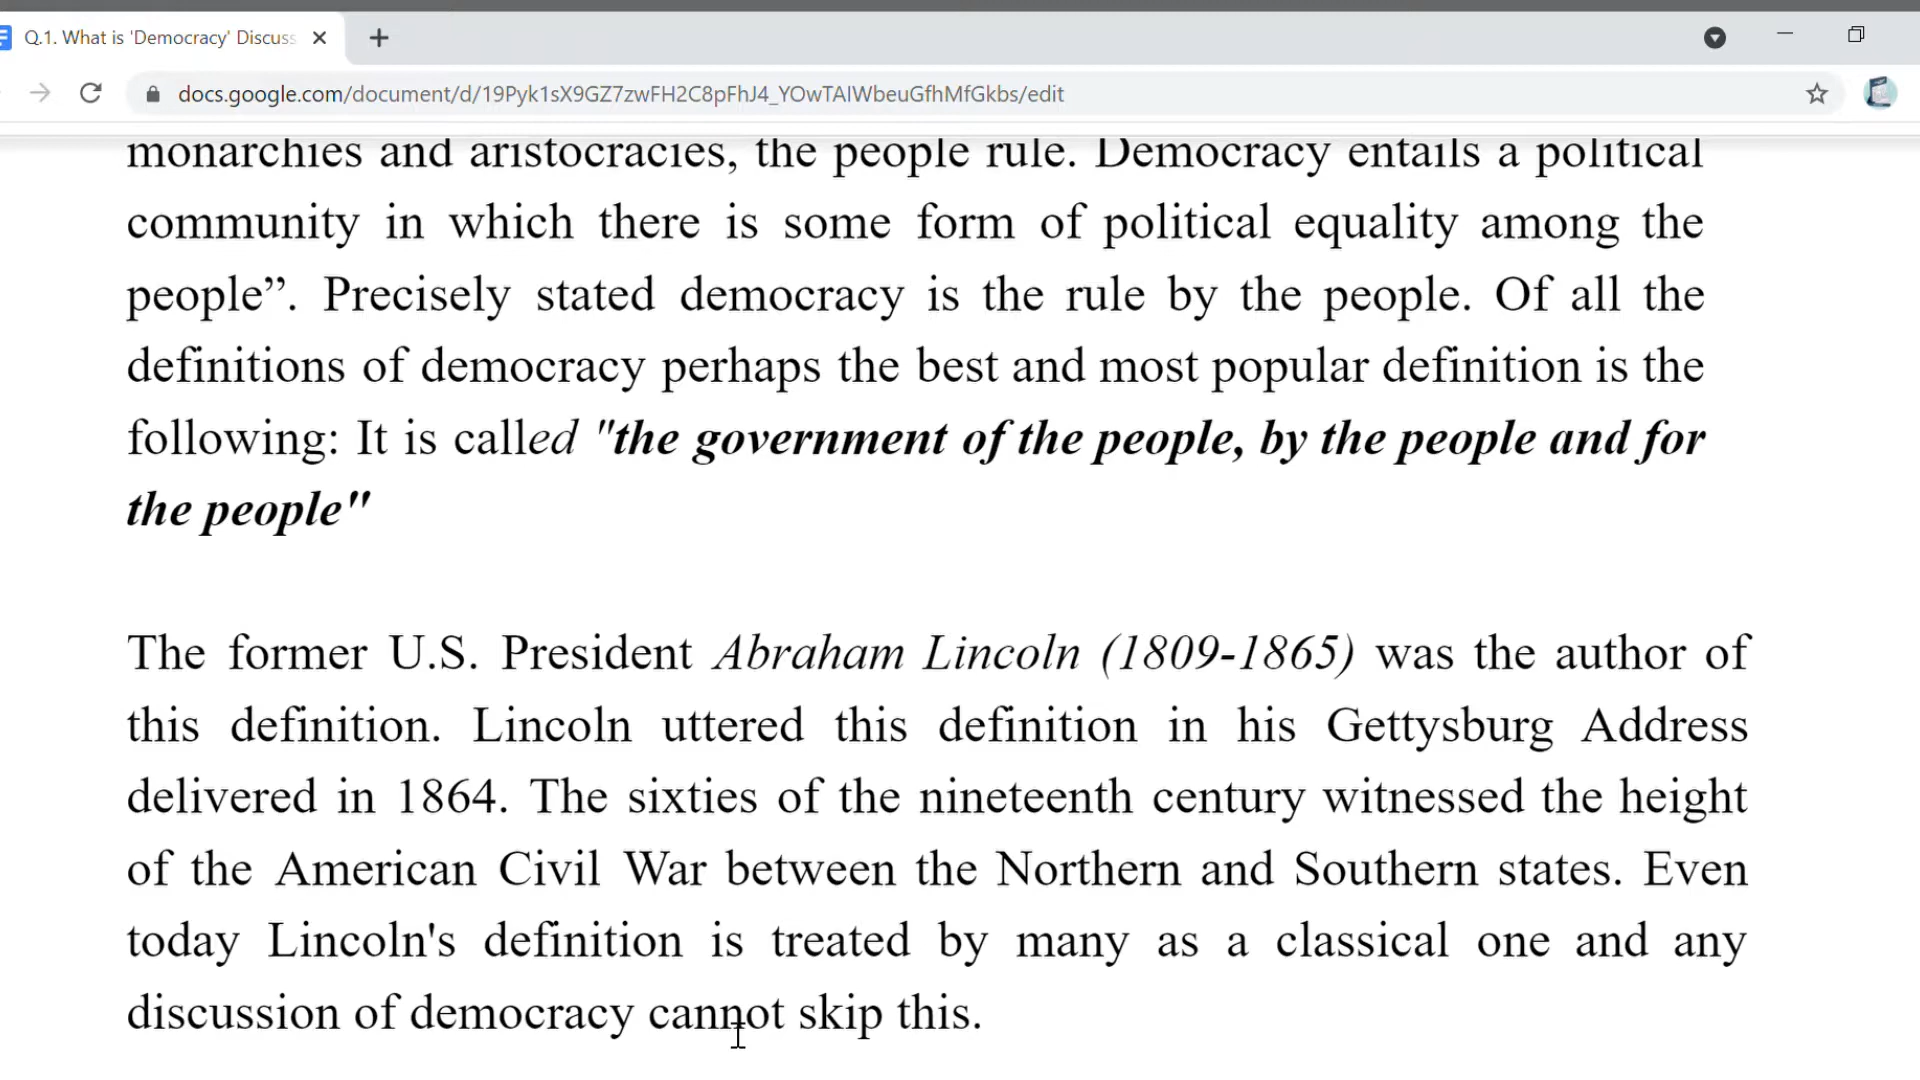 Q.1. What is 'Democracy' Discuss
docs.google.com/document/d/19Pyk1sX9GZ7zwFH2C8pFhJ4_YOwTAIWbeuGfhMfGkbs/edit
monarchies and aristocracies, the people rule. Democracy entails a political
community in which there is some form of political equality among the
people”. Precisely stated democracy is the rule by the people. Of all the
definitions of democracy perhaps the best and most popular definition is the
following: It is called "the government of the people, by the people and for
the people"
The former U.S. President Abraham Lincoln (1809-1865) was the author of
this definition. Lincoln uttered this definition in his Gettysburg Address
delivered in 1864. The sixties of the nineteenth century witnessed the height
of the American Civil War between the Northern and Southern states. Even
today Lincoln's definition is treated by many as a classical one and any
discussion of democracy cannot skip this.